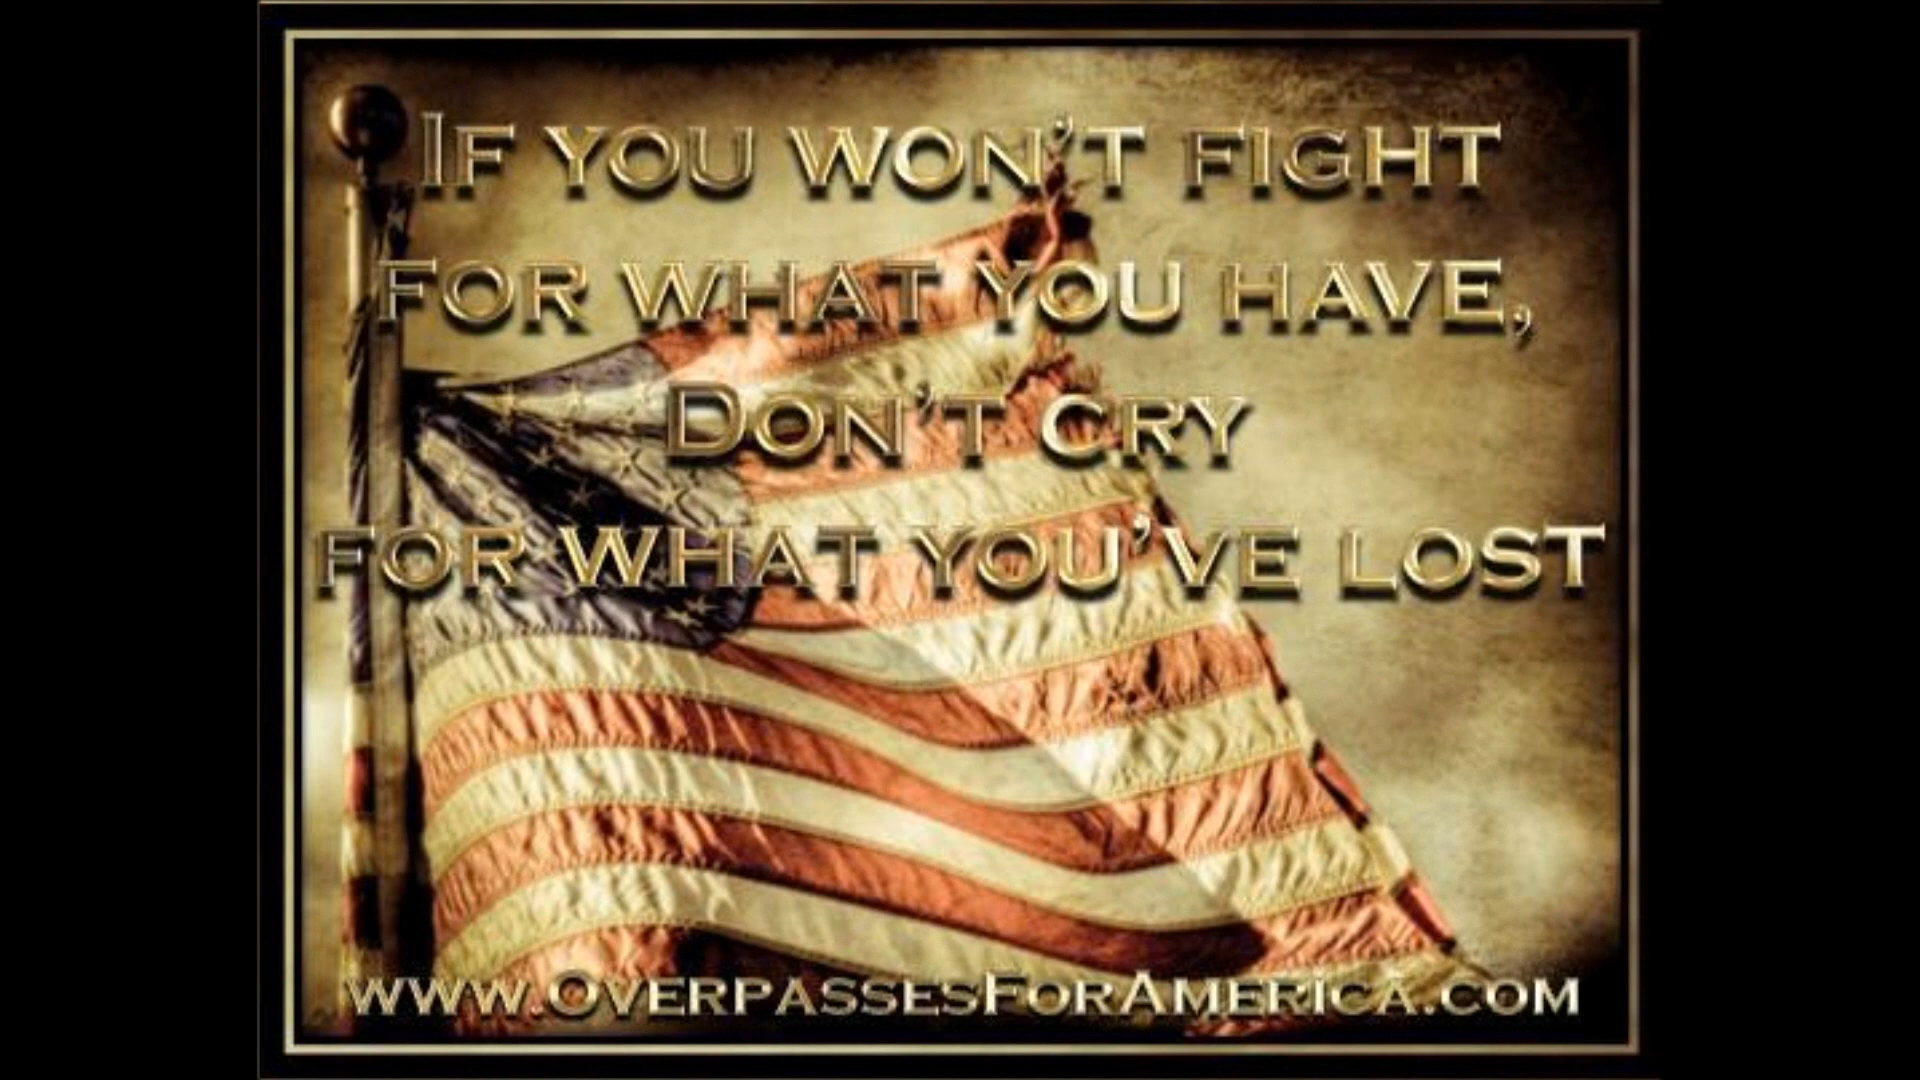 If you won't fight
for what you have,
Don't cry
for what you've lost
www.OverpassesForAmerica.com